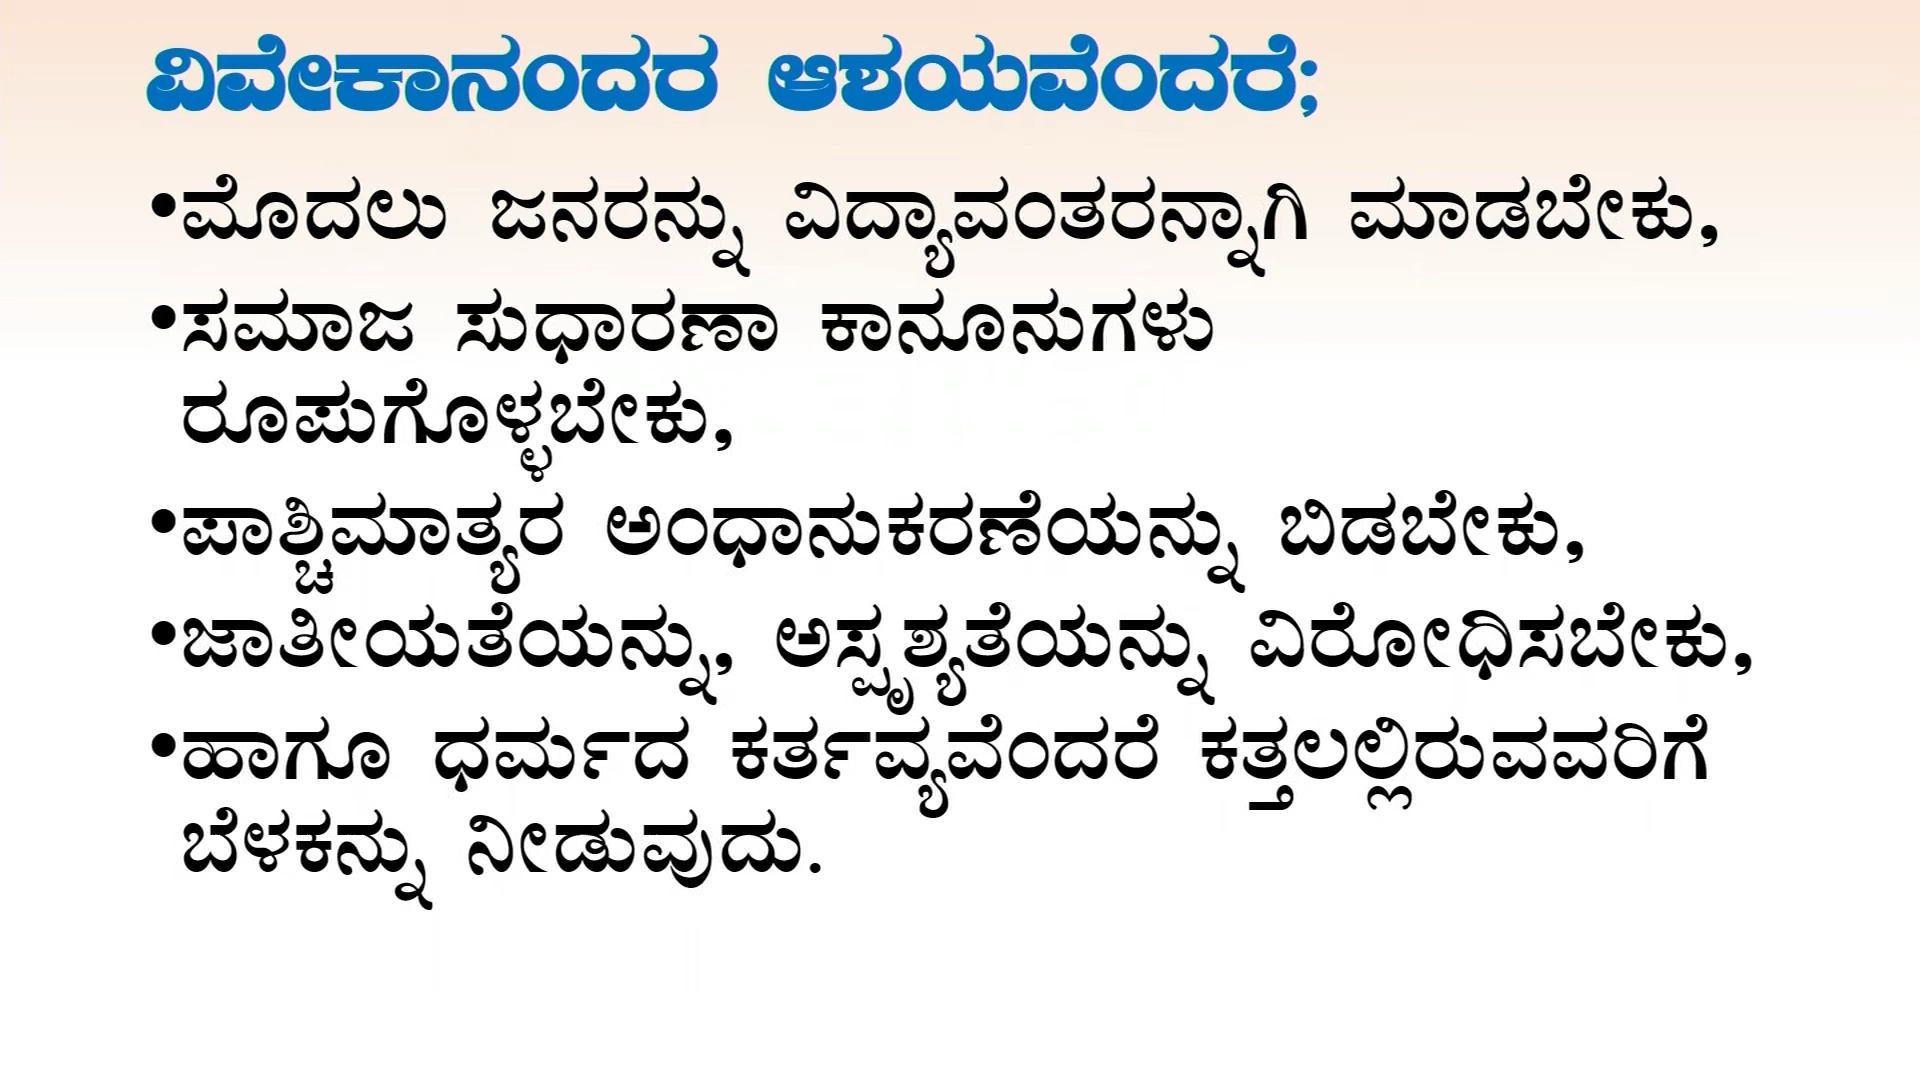 ವಿವೇಕಾನಂದರ ಆಶಯವೆಂದರೆ;
•ಮೊದಲು ಜನರನ್ನು ವಿದ್ಯಾವಂತರನ್ನಾಗಿ ಮಾಡಬೇಕು,
•ಸಮಾಜ ಸುಧಾರಣಾ ಕಾನೂನುಗಳು
ರೂಪುಗೊಳ್ಳಬೇಕು,
•ಪಾಶ್ಚಿಮಾತ್ಯರ ಅಂಧಾನುಕರಣೆಯನ್ನು ಬಿಡಬೇಕು,
•ಜಾತೀಯತೆಯನ್ನು, ಅಸ್ಪೃಶ್ಯತೆಯನ್ನು ವಿರೋಧಿಸಬೇಕು,
•ಹಾಗೂ ಧರ್ಮದ ಕರ್ತವ್ಯವೆಂದರೆ ಕತ್ತಲಲ್ಲಿರುವವರಿಗೆ
ಬೆಳಕನ್ನು ನೀಡುವುದು.